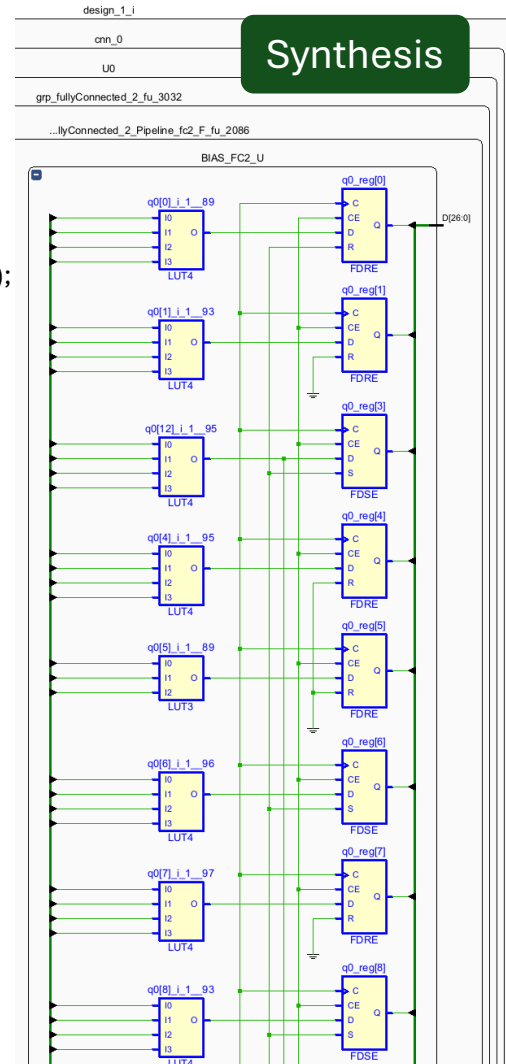 design_1_i
cnn_0
Synthesis
U0
grp_fullyConnected_2_fu_3032
...llyConnected_2_Pipeline_fc2_F_fu_2086
BIAS_FC2_U
);
q0[0]_i_1__89
I0
I1
I2
I3
O
LUT4
q0_reg[0]
C
CE
D
R
Q
FDRE
D[26:0]
q0[1]_i_1__93
I0
I1
I2
I3
O
LUT4
q0_reg[1]
C
CE
D
R
Q
FDRE
q0[12]_i_1__95
I0
I1
I2
I3
O
LUT4
q0_reg[3]
C
CE
D
S
Q
FDSE
q0[4]_i_1__95
I0
I1
I2
I3
O
LUT4
q0_reg[4]
C
CE
D
R
Q
FDRE
q0[5]_i_1__89
I0
I1
I2
O
LUT3
q0_reg[5]
C
CE
D
R
Q
FDRE
q0[6]_i_1__96
I0
I1
I2
I3
O
LUT4
q0_reg[6]
C
CE
D
S
Q
FDSE
q0[7]_i_1__97
I0
I1
I2
I3
O
LUT4
q0_reg[7]
C
CE
D
R
Q
FDRE
q0[8]_i_1__93
I0
I1
I2
I3
O
LUT4
q0_reg[8]
C
CE
D
S
Q
FDSE